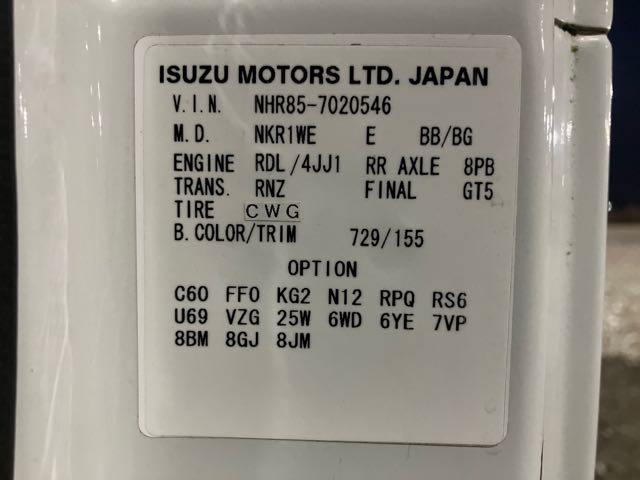 ISUZU MOTORS LTD. JAPAN
V.I.N. NHR85-7020546
M.D. NKR1WE E BB/BG
ENGINE RDL/4JJ1 RR AXLE 8PB
TRANS. RNZ FINAL GT5
TIRE CWG
B.COLOR/TRIM 729/155
OPTION
C60 FF0 KG2 N12 RPQ RS6
U69 VZG 25W 6WD 6YE 7VP
8BM 8GJ 8JM